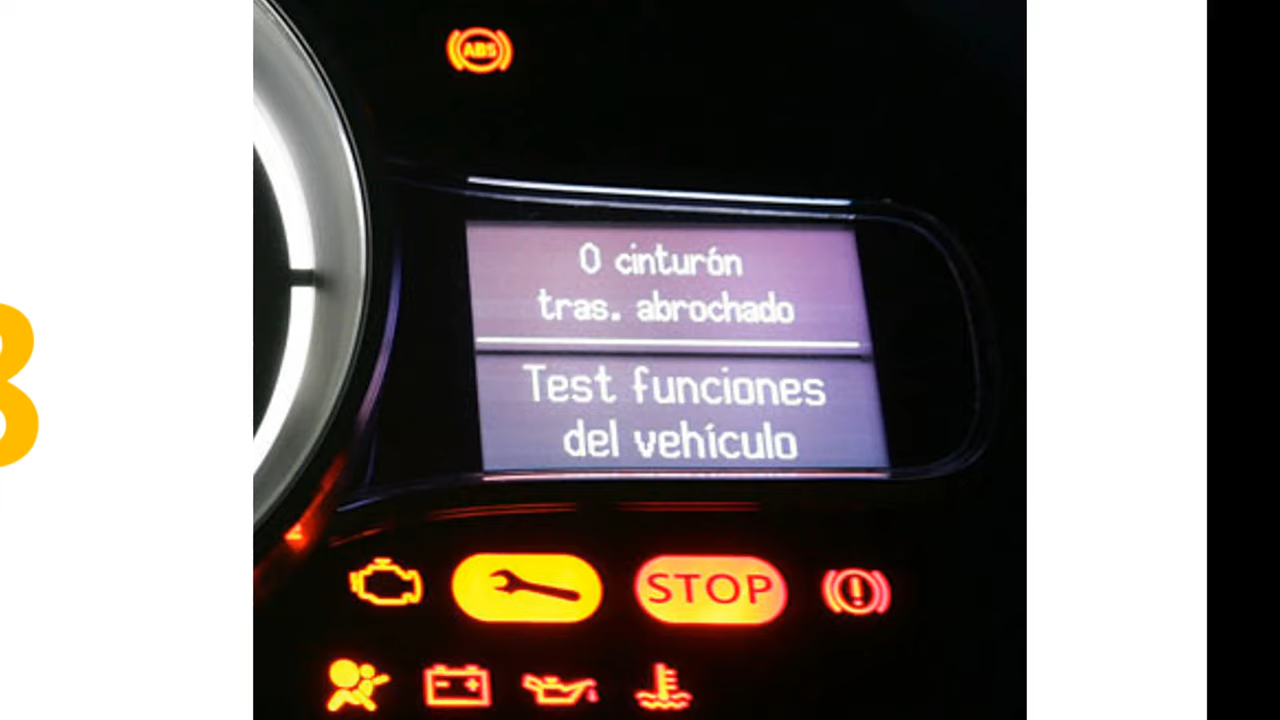 ABS
0 cinturón
tras. abrochado
Test funciones
del vehículo
STOP